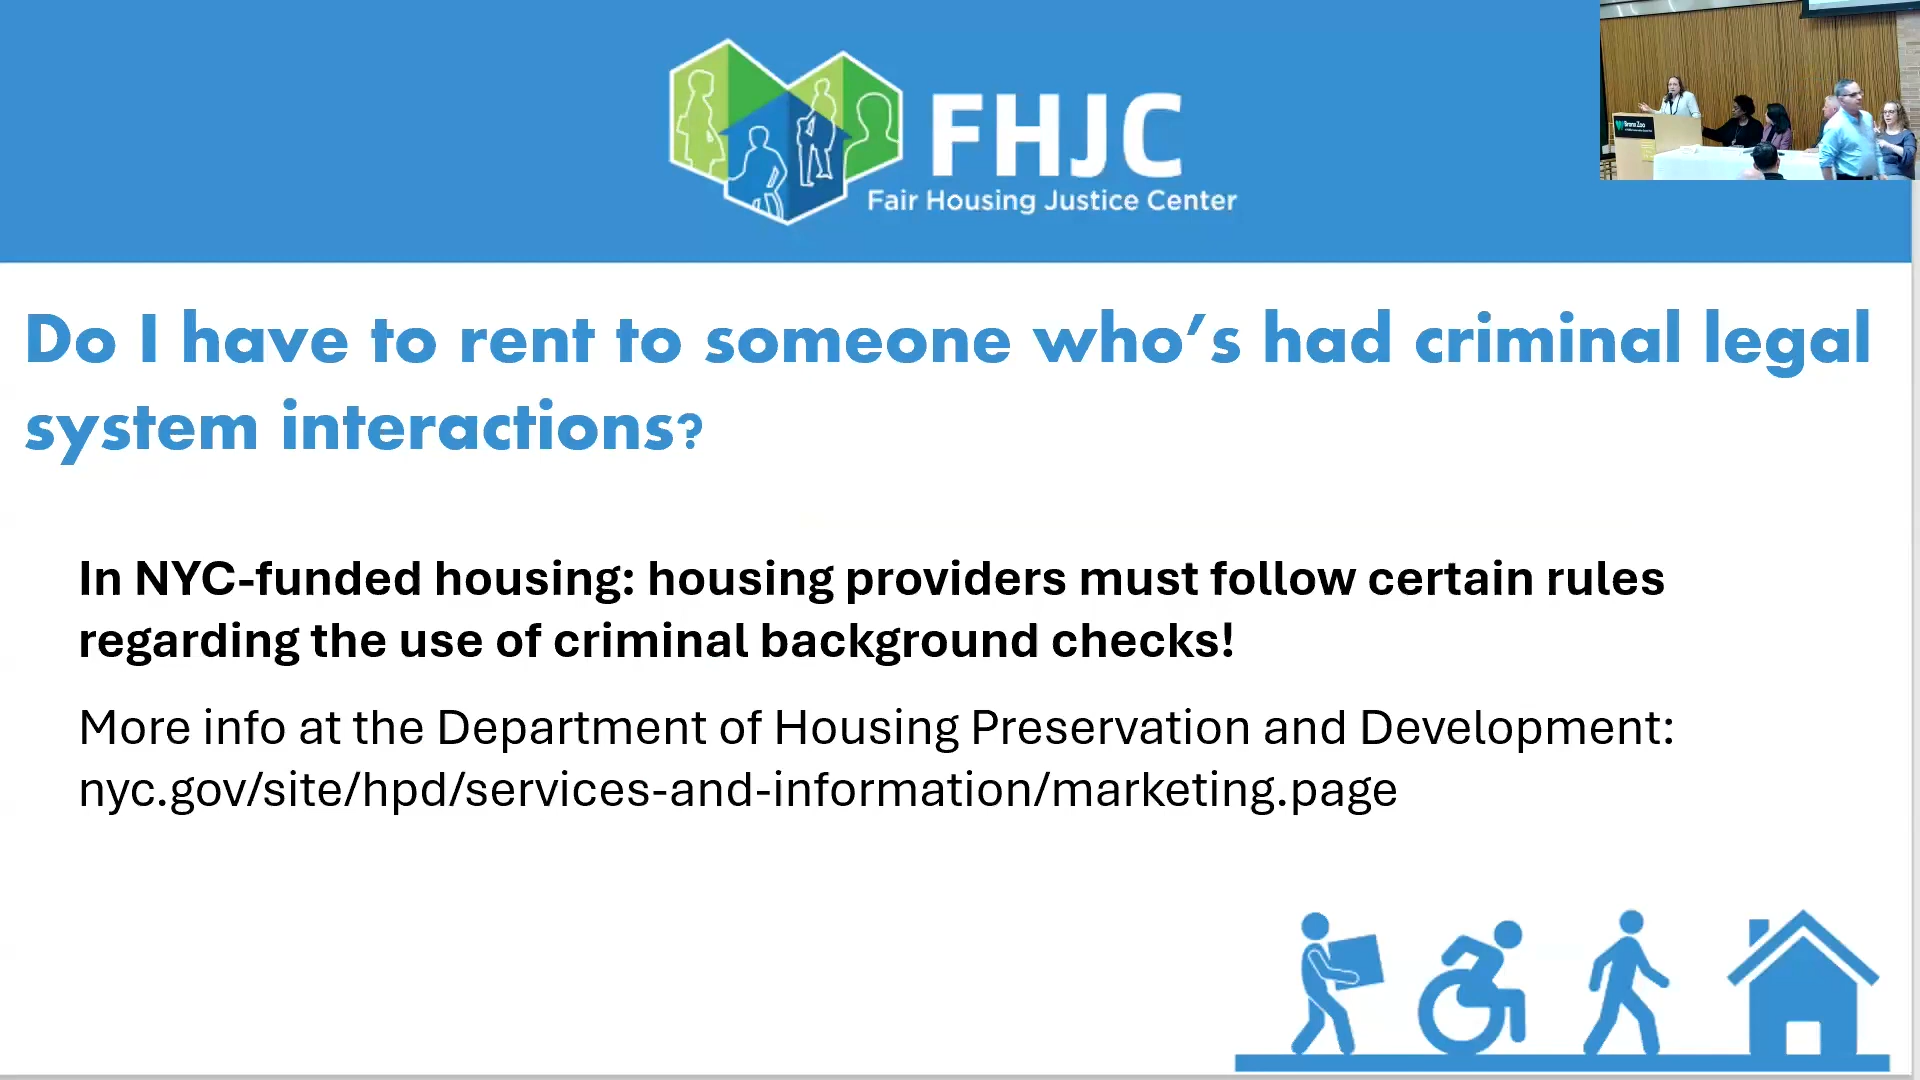 FHJC
Fair Housing Justice Center
Bronx Zoo
Do I have to rent to someone who’s had criminal legal
system interactions?
In NYC-funded housing: housing providers must follow certain rules
regarding the use of criminal background checks!
More info at the Department of Housing Preservation and Development:
nyc.gov/site/hpd/services-and-information/marketing.page